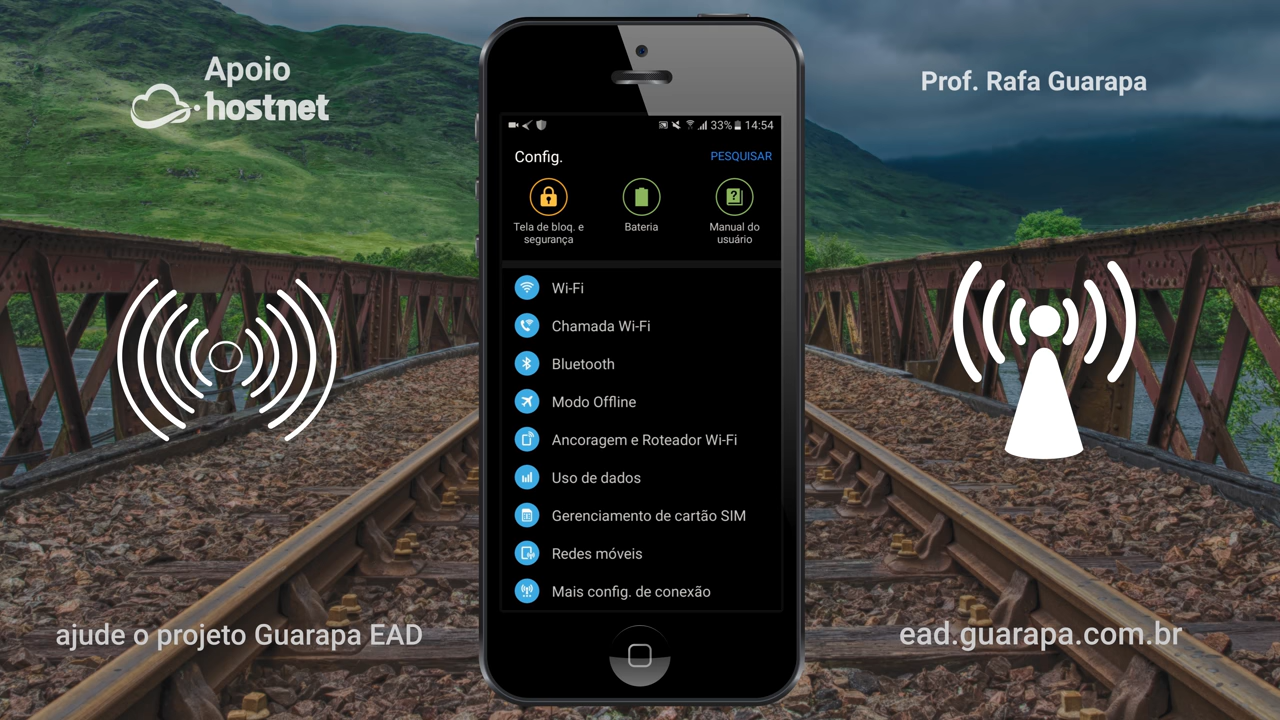 Apoio
hostnet
Prof. Rafa Guarapa
33% 14:54
Config.
PESQUISAR
Tela de bloq. e
segurança
Bateria
Manual do
usuário
Wi-Fi
Chamada Wi-Fi
Bluetooth
Modo Offline
Ancoragem e Roteador Wi-Fi
Uso de dados
Gerenciamento de cartão SIM
Redes móveis
Mais config. de conexão
ajude o projeto Guarapa EAD
ead.guarapa.com.br